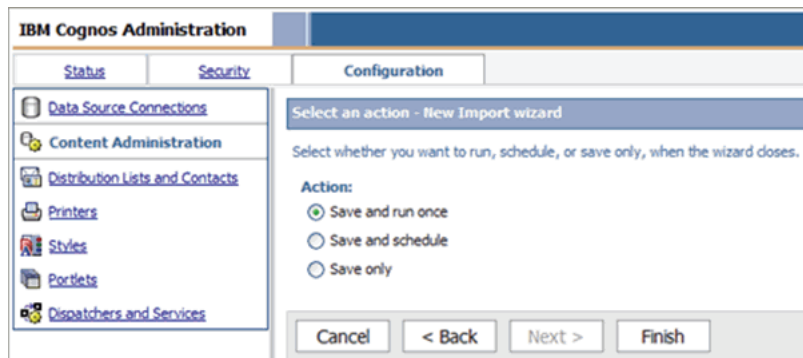 IBM Cognos Administration
Status
Security
Configuration
Data Source Connections
Content Administration
Distribution Lists and Contacts
Printers
Styles
Portlets
Dispatchers and Services
Select an action - New Import wizard
Select whether you want to run, schedule, or save only, when the wizard closes.
Action:
Save and run once
Save and schedule
Save only
Cancel
< Back
Next >
Finish